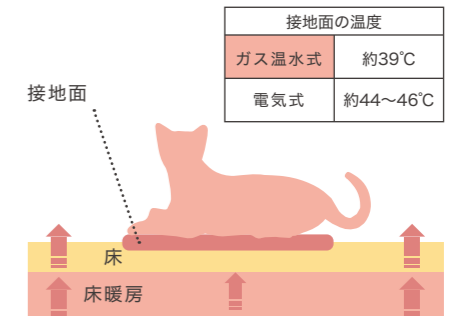 接地面の温度
ガス温水式 約39℃
電気式 約44〜46℃
接地面
床
床暖房